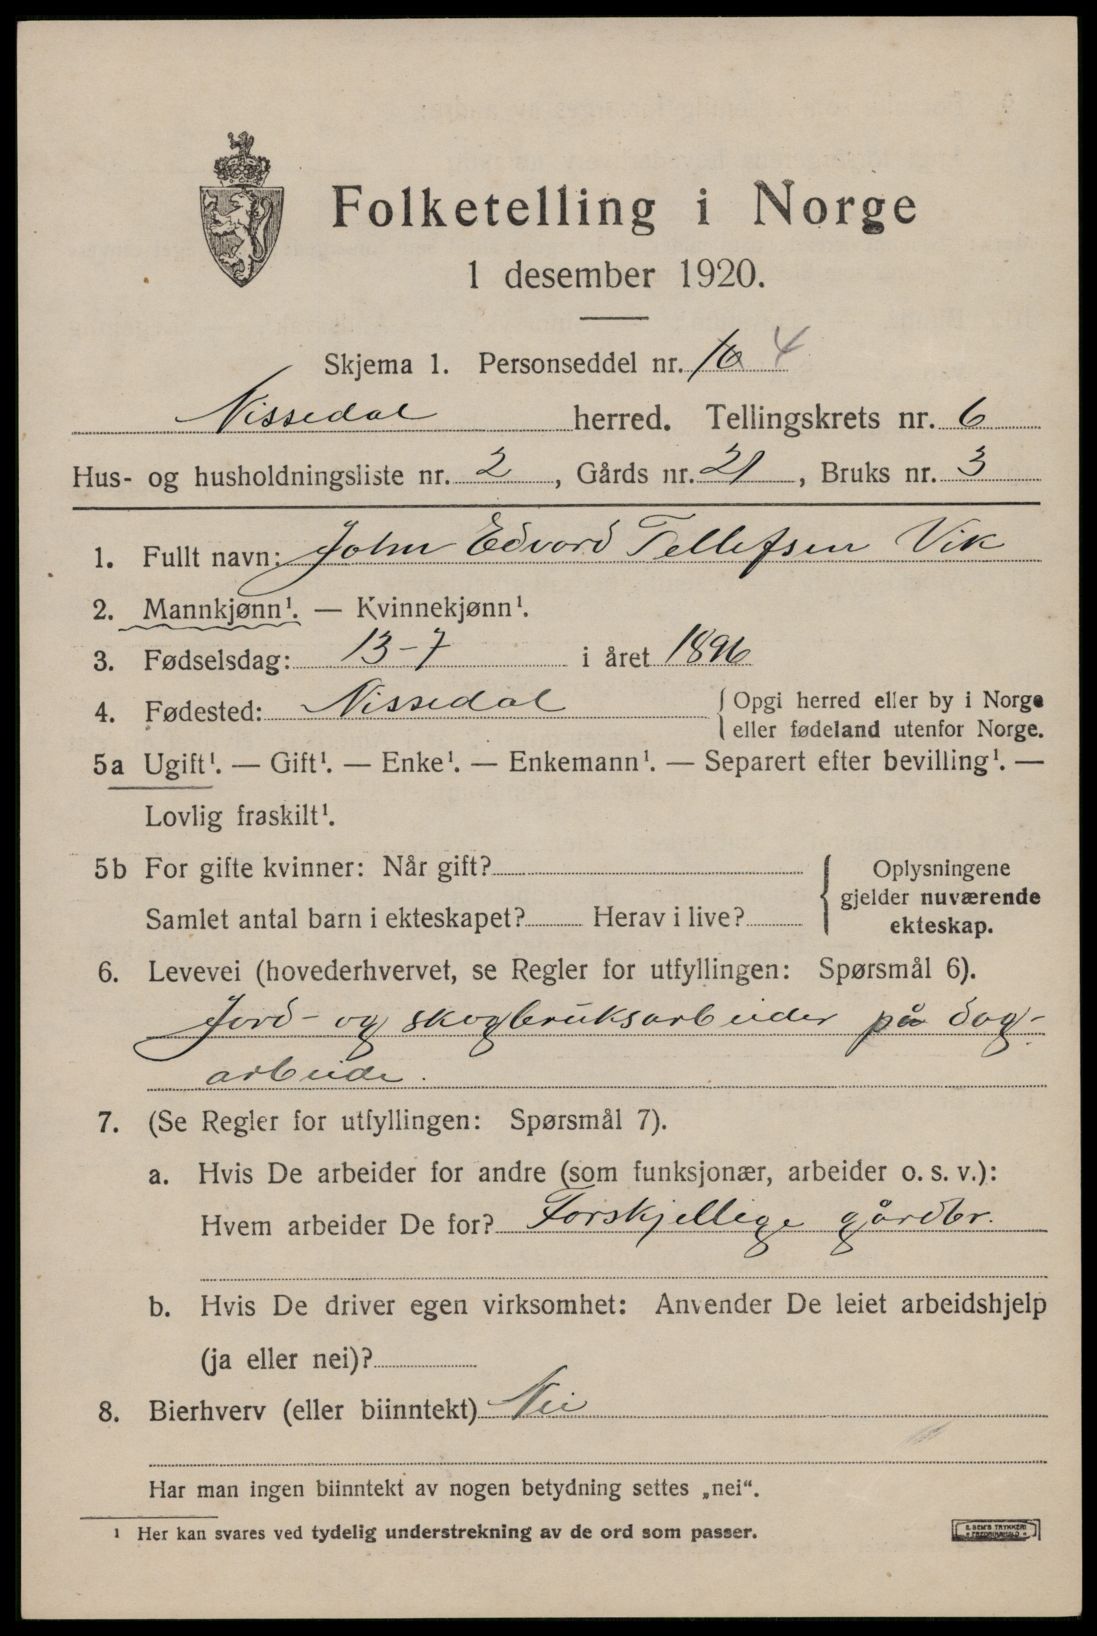 Folketelling i Norge
1 desember 1920.
Skjema 1. Personseddel nr. 10 4
Nissedal herred. Tellingskrets nr. 6
Hus- og husholdningsliste nr. 2, Gårds nr. 21, Bruks nr. 3
1. Fullt navn: John Edvard Tellefsen Vik
2. Mannkjønn¹. — Kvinnekjønn¹.
3. Fødselsdag: 13-7 i året 1896
4. Fødested: Nissedal { Opgi herred eller by i Norge
eller fødeland utenfor Norge.
5a Ugift¹. — Gift¹. — Enke¹. — Enkemann¹. — Separert efter bevilling¹. —
Lovlig fraskilt¹.
5b For gifte kvinner: Når gift?
Samlet antal barn i ekteskapet? Herav i live?
{ Oplysningene
gjelder nuværende
ekteskap.
6. Levevei (hovederhvervet, se Regler for utfyllingen: Spørsmål 6).
Jord- og skogbruksarbeider på dag-
arbeide.
7. (Se Regler for utfyllingen: Spørsmål 7).
a. Hvis De arbeider for andre (som funksjonær, arbeider o. s. v.):
Hvem arbeider De for? Forskjellige gårdbr.
b. Hvis De driver egen virksomhet: Anvender De leiet arbeidshjelp
(ja eller nei)?
8. Bierhverv (eller biinntekt) Nei
Har man ingen biinntekt av nogen betydning settes „nei“.
¹ Her kan svares ved tydelig understrekning av de ord som passer.
E. SEM'S TRYKKERI
FREDRIKSHALD